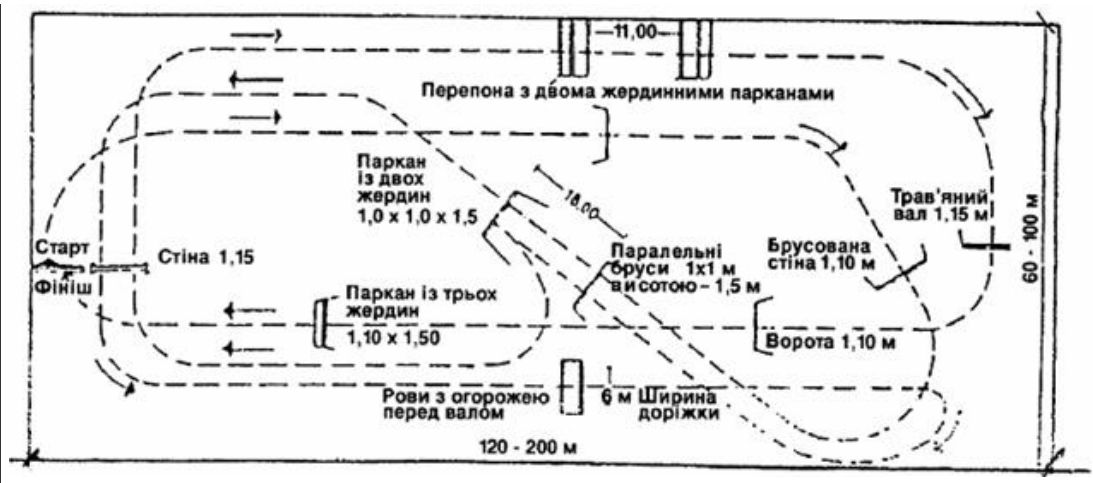 11,00
Перепона з двома жердинними парканами
Паркан
із двох
жердин
1,0 х 1,0 х 1,5
18,00
Трав'яний
вал 1,15 м
60 - 100 м
Старт
Фініш
Стіна 1,15
Паралельні
бруси 1х1 м
висотою – 1,5 м
Брусована
стіна 1,10 м
Паркан із трьох
жердин
1,10 х 1,50
Ворота 1,10 м
Рови з огорожею
перед валом
6 м Ширина
доріжки
120 - 200 м